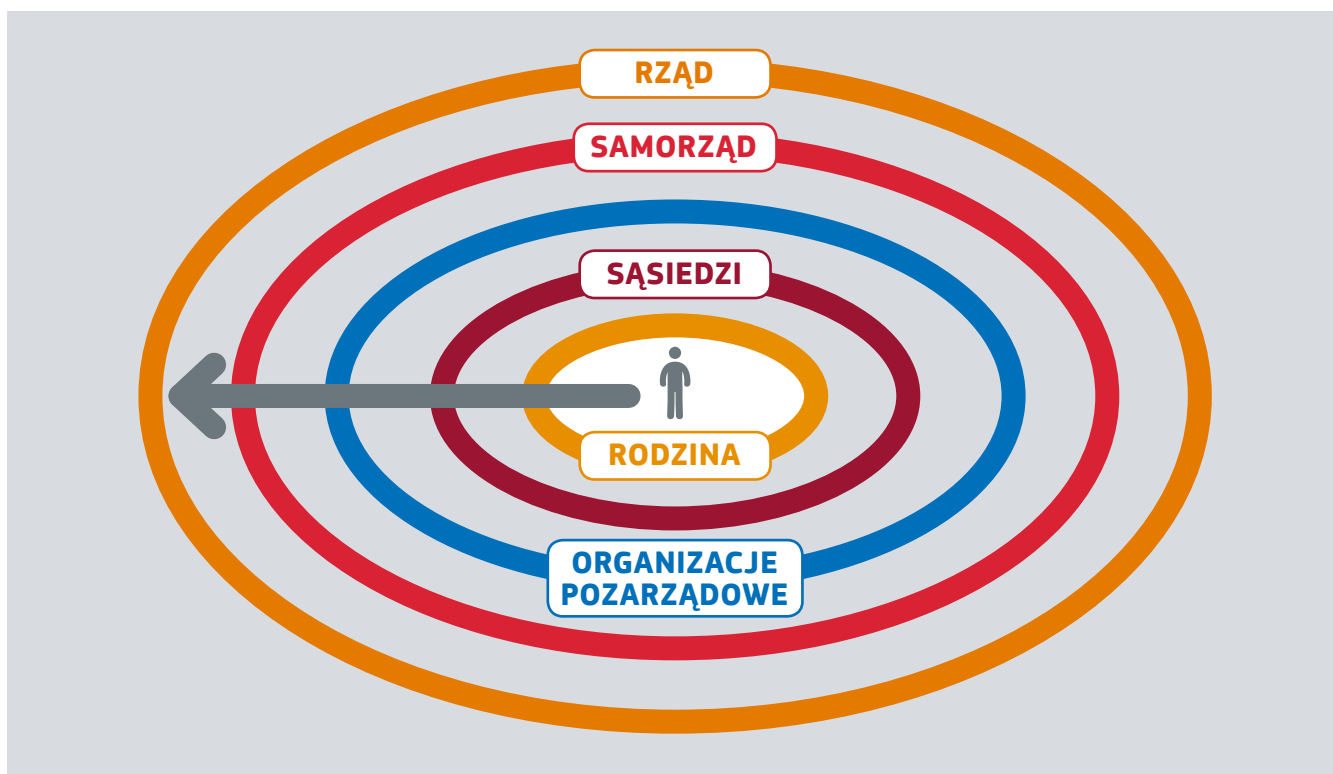 RZĄD
SAMORZĄD
SĄSIEDZI
RODZINA
ORGANIZACJE
POZARZĄDOWE